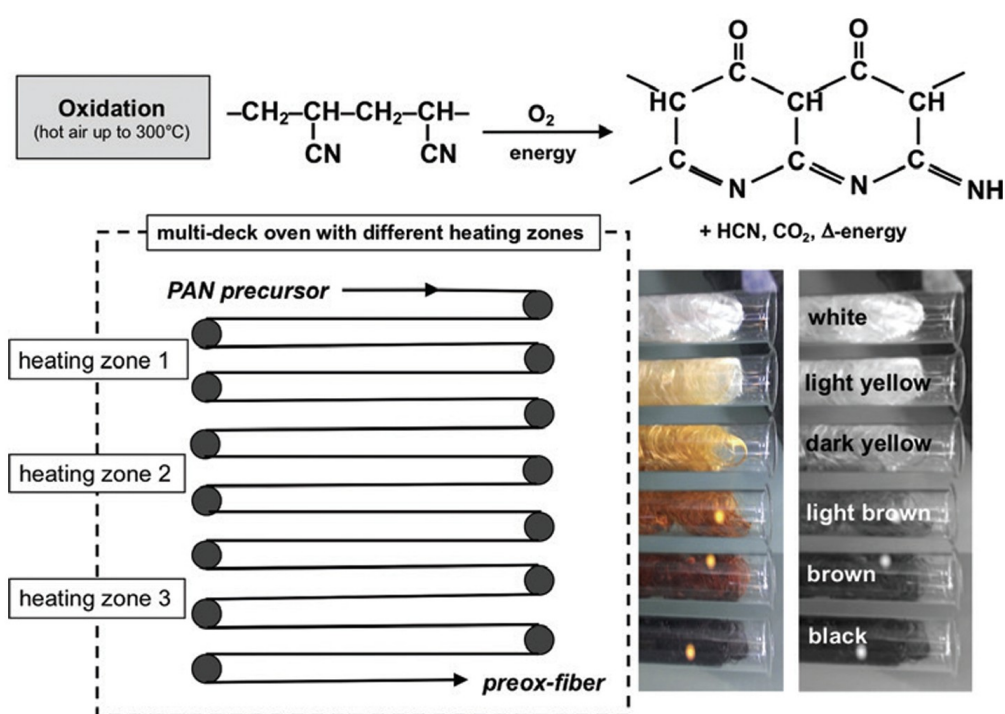 Oxidation
(hot air up to 300°C)
–CH₂–CH–CH₂–CH–
CN CN
O₂
energy
O O
HC CH CH
C C C
N N NH
+ HCN, CO₂, Δ-energy
multi-deck oven with different heating zones
PAN precursor
heating zone 1
heating zone 2
heating zone 3
preox-fiber
white
light yellow
dark yellow
light brown
brown
black